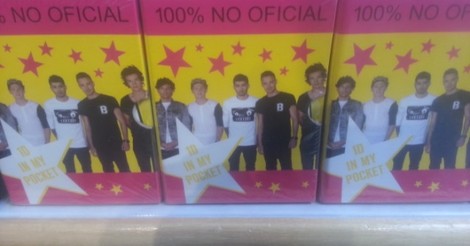 % NO OFICIAL
1D
IN MY
POCKET
100% NO OFICIAL
B
1D
IN MY
POCKET
100% NO OFI
B
1D
IN MY
POCKET